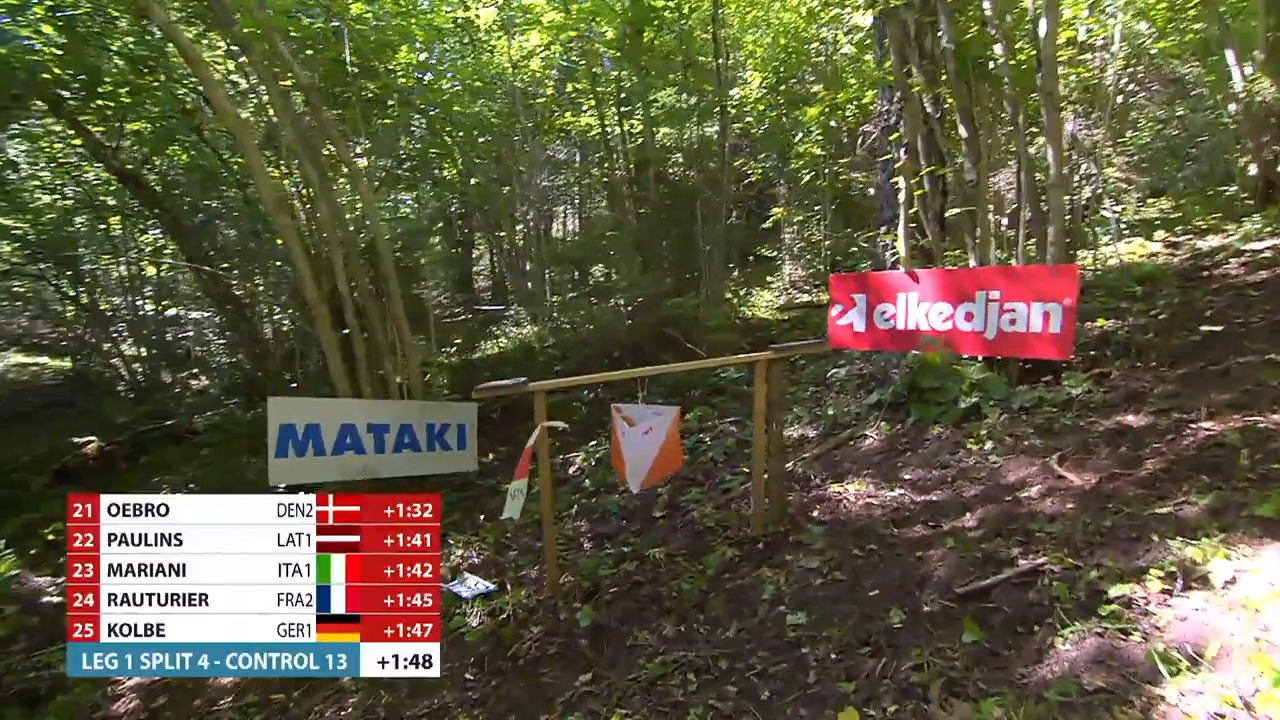 elkedjan
MATAKI
21 OEBRO DEN2 +1:32
22 PAULINS LAT1 +1:41
23 MARIANI ITA1 +1:42
24 RAUTURIER FRA2 +1:45
25 KOLBE GER1 +1:47
LEG 1 SPLIT 4 - CONTROL 13 +1:48